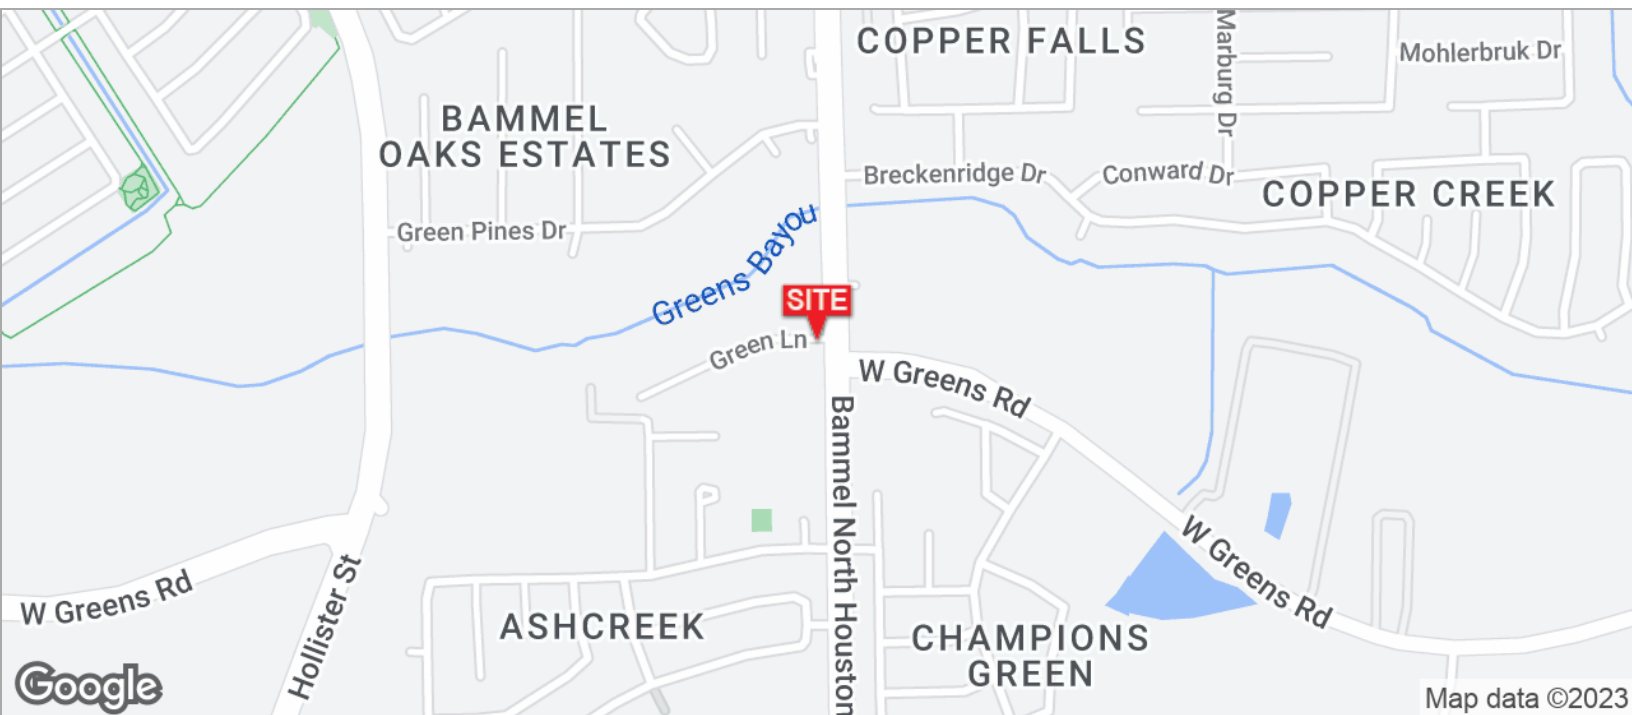 COPPER FALLS
Marburg Dr
Mohlerbruk Dr
BAMMEL
OAKS ESTATES
Breckenridge Dr
Conward Dr
COPPER CREEK
Green Pines Dr
Greens Bayou
SITE
Green Ln
W Greens Rd
Bammel North Houston
W Greens Rd
W Greens Rd
Hollister St
ASHCREEK
CHAMPIONS
GREEN
Google
Map data ©2023